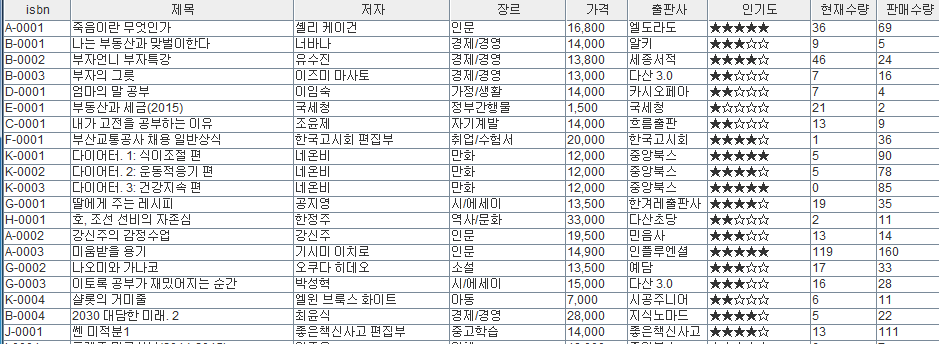 isbn 제목 저자 장르 가격 출판사 인기도 현재수량 판매수량
A-0001 죽음이란 무엇인가 셸리 케이건 인문 16,800 엘도라도 ★★★★★ 36 69
B-0001 나는 부동산과 맞벌이한다 너바나 경제/경영 14,000 알키 ★★★☆☆ 9 5
B-0002 부자언니 부자특강 유수진 경제/경영 13,800 세종서적 ★★★★☆ 46 24
B-0003 부자의 그릇 이즈미 마사토 경제/경영 13,000 다산 3.0 ★★☆☆☆ 7 16
D-0001 엄마의 말 공부 이임숙 가정/생활 14,000 카시오페아 ★★☆☆☆ 7 4
E-0001 부동산과 세금(2015) 국세청 정부간행물 1,500 국세청 ★☆☆☆☆ 21 2
C-0001 내가 고전을 공부하는 이유 조윤제 자기계발 14,000 흐름출판 ★★☆☆☆ 13 9
F-0001 부산교통공사 채용 일반상식 한국고시회 편집부 취업/수험서 20,000 한국고시회 ★★★★☆ 1 36
K-0001 다이어터. 1: 식이조절 편 네온비 만화 12,000 중앙북스 ★★★★★ 5 90
K-0002 다이어터. 2: 운동적응기 편 네온비 만화 12,000 중앙북스 ★★★★☆ 5 78
K-0003 다이어터. 3: 건강지속 편 네온비 만화 12,000 중앙북스 ★★★★★ 0 85
G-0001 딸에게 주는 레시피 공지영 시/에세이 13,500 한겨레출판사 ★★★★☆ 19 35
H-0001 호, 조선 선비의 자존심 한정주 역사/문화 33,000 다산초당 ★★☆☆☆ 2 11
A-0002 강신주의 감정수업 강신주 인문 19,500 민음사 ★★★☆☆ 13 14
A-0003 미움받을 용기 기시미 이치로 인문 14,900 인플루엔셜 ★★★★★ 119 160
G-0002 나오미와 가나코 오쿠다 히데오 소설 13,500 예담 ★★★☆☆ 17 33
G-0003 이토록 공부가 재밌어지는 순간 박성혁 시/에세이 15,000 다산 3.0 ★★★★☆ 16 28
K-0004 샬롯의 거미줄 엘윈 브룩스 화이트 아동 7,000 시공주니어 ★★★☆☆ 6 11
B-0004 2030 대담한 미래. 2 최윤식 경제/경영 28,000 지식노마드 ★★★★☆ 5 22
J-0001 쎈 미적분1 좋은책신사고 편집부 중고학습 14,000 좋은책신사고 ★★★★☆ 13 111